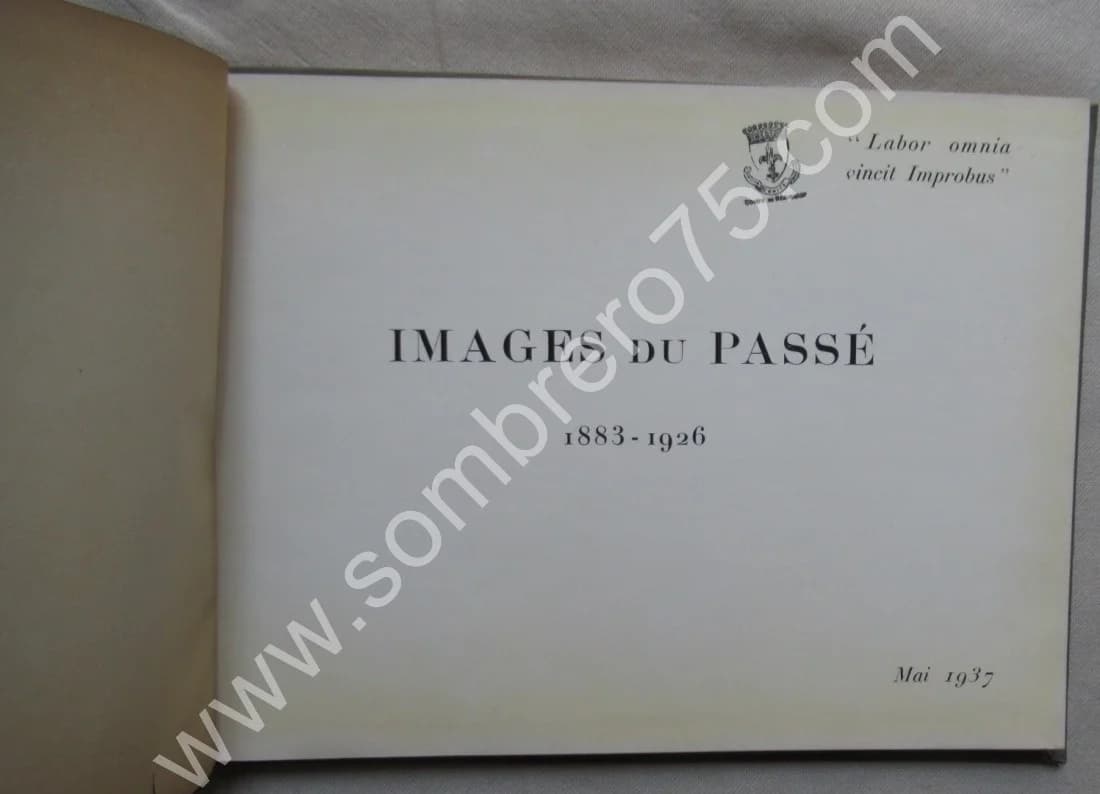 "Labor omnia
vincit Improbus"
IMAGES DU PASSÉ
1883-1926
Mai 1937
www.sombrero75.com